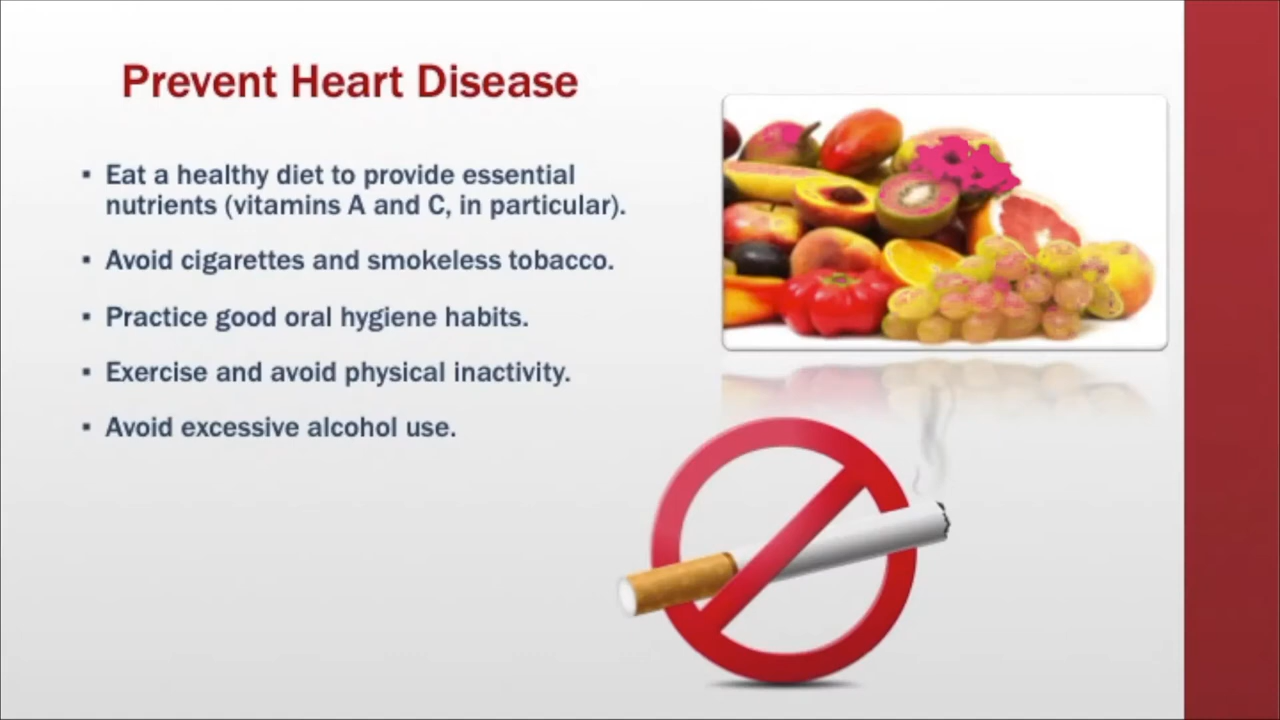 Prevent Heart Disease
▪ Eat a healthy diet to provide essential
nutrients (vitamins A and C, in particular).
▪ Avoid cigarettes and smokeless tobacco.
▪ Practice good oral hygiene habits.
▪ Exercise and avoid physical inactivity.
▪ Avoid excessive alcohol use.